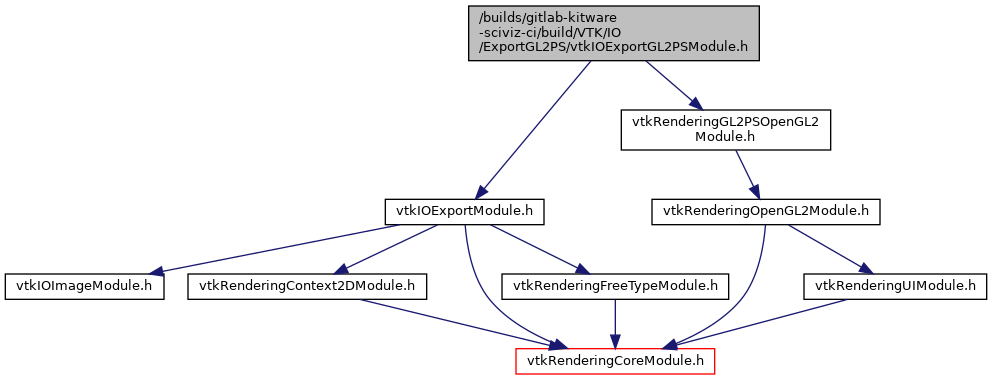 /builds/gitlab-kitware
-sciviz-ci/build/VTK/IO
/ExportGL2PS/vtkIOExportGL2PSModule.h
vtkRenderingGL2PSOpenGL2
Module.h
vtkIOExportModule.h
vtkRenderingOpenGL2Module.h
vtkIOImageModule.h
vtkRenderingContext2DModule.h
vtkRenderingFreeTypeModule.h
vtkRenderingUIModule.h
vtkRenderingCoreModule.h